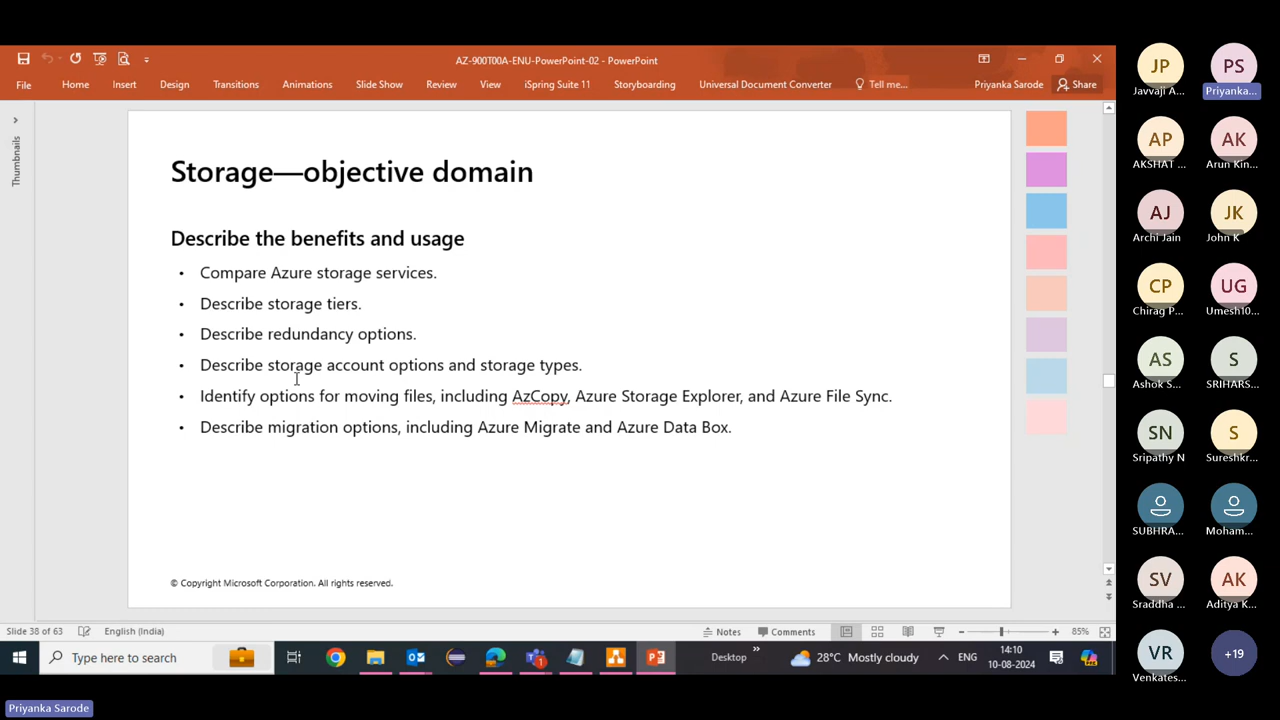 AZ-900T00A-ENU-PowerPoint-02 - PowerPoint
File Home Insert Design Transitions Animations Slide Show Review View iSpring Suite 11 Storyboarding Universal Document Converter Tell me... Priyanka Sarode Share
Thumbnails
Storage—objective domain
Describe the benefits and usage
• Compare Azure storage services.
• Describe storage tiers.
• Describe redundancy options.
• Describe storage account options and storage types.
• Identify options for moving files, including AzCopy, Azure Storage Explorer, and Azure File Sync.
• Describe migration options, including Azure Migrate and Azure Data Box.
© Copyright Microsoft Corporation. All rights reserved.
Slide 38 of 63 English (India) Notes Comments 85%
Type here to search Desktop 28°C Mostly cloudy ENG 14:10
10-08-2024
Priyanka Sarode
JP PS
Javvaji A... Priyanka...
AP AK
AKSHAT ... Arun Kin...
AJ JK
Archi Jain John K
CP UG
Chirag P... Umesh10...
AS S
Ashok S... SRIHARS...
SN S
Sripathy N Sureshkr...
SUBHRA... Moham...
SV AK
Sraddha ... Aditya K...
VR +19
Venkates...